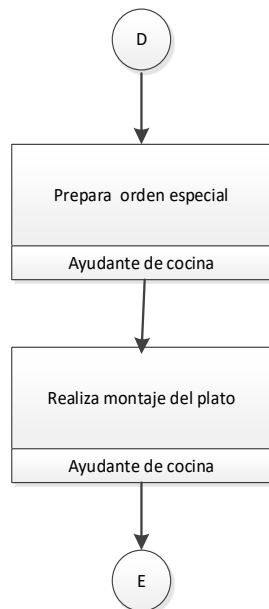 D
Prepara orden especial
Ayudante de cocina
Realiza montaje del plato
Ayudante de cocina
E